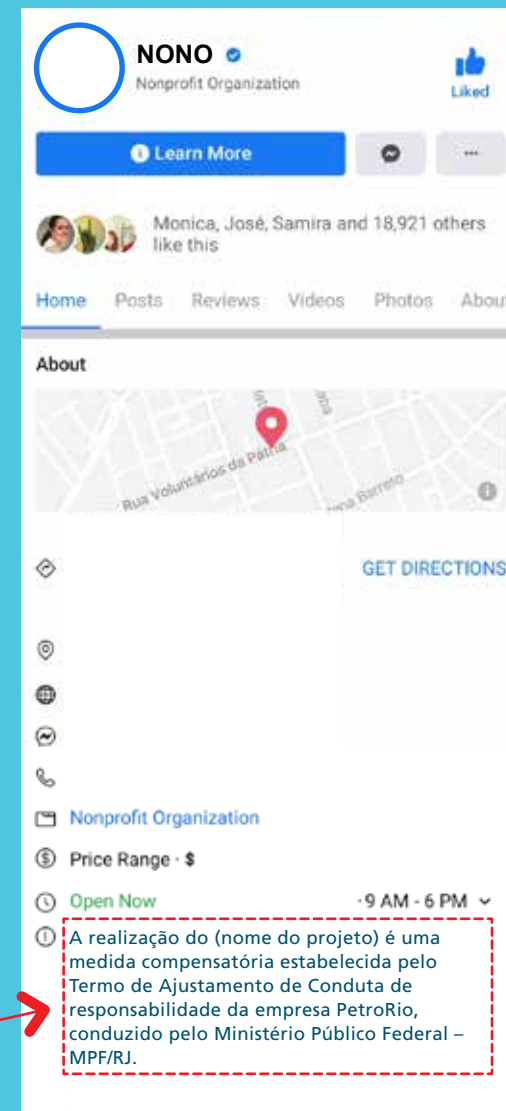 NONO
Nonprofit Organization
Liked
Learn More
Monica, José, Samira and 18,921 others
like this
Home Posts Reviews Videos Photos About
About
Rua Voluntários da Pátria
Barreto
GET DIRECTIONS
Nonprofit Organization
Price Range · $
Open Now · 9 AM - 6 PM
A realização do (nome do projeto) é uma
medida compensatória estabelecida pelo
Termo de Ajustamento de Conduta de
responsabilidade da empresa PetroRio,
conduzido pelo Ministério Público Federal –
MPF/RJ.